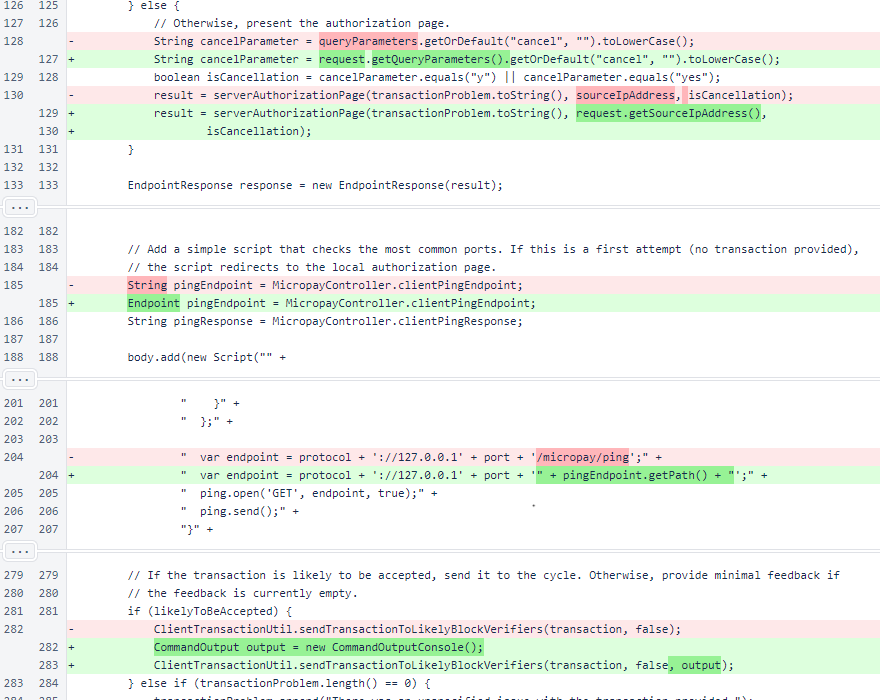 126 125 } else {
127 126 // Otherwise, present the authorization page.
128 - String cancelParameter = queryParameters.getOrDefault("cancel", "").toLowerCase();
127 + String cancelParameter = request.getQueryParameters().getOrDefault("cancel", "").toLowerCase();
129 128 boolean isCancellation = cancelParameter.equals("y") || cancelParameter.equals("yes");
130 - result = serverAuthorizationPage(transactionProblem.toString(), sourceIpAddress, isCancellation);
129 + result = serverAuthorizationPage(transactionProblem.toString(), request.getSourceIpAddress(),
130 + isCancellation);
131 131 }
132 132
133 133 EndpointResponse response = new EndpointResponse(result);
...
182 182
183 183 // Add a simple script that checks the most common ports. If this is a first attempt (no transaction provided),
184 184 // the script redirects to the local authorization page.
185 - String pingEndpoint = MicropayController.clientPingEndpoint;
185 + Endpoint pingEndpoint = MicropayController.clientPingEndpoint;
186 186 String pingResponse = MicropayController.clientPingResponse;
187 187
188 188 body.add(new Script("" +
...
201 201 " }" +
202 202 " };" +
203 203
204 - " var endpoint = protocol + '://127.0.0.1' + port + '/micropay/ping';" +
204 + " var endpoint = protocol + '://127.0.0.1' + port + '" + pingEndpoint.getPath() + "';" +
205 205 " ping.open('GET', endpoint, true);" +
206 206 " ping.send();" +
207 207 "}" +
...
279 279 // If the transaction is likely to be accepted, send it to the cycle. Otherwise, provide minimal feedback if
280 280 // the feedback is currently empty.
281 281 if (likelyToBeAccepted) {
282 - ClientTransactionUtil.sendTransactionToLikelyBlockVerifiers(transaction, false);
282 + CommandOutput output = new CommandOutputConsole();
283 + ClientTransactionUtil.sendTransactionToLikelyBlockVerifiers(transaction, false, output);
283 284 } else if (transactionProblem.length() == 0) {